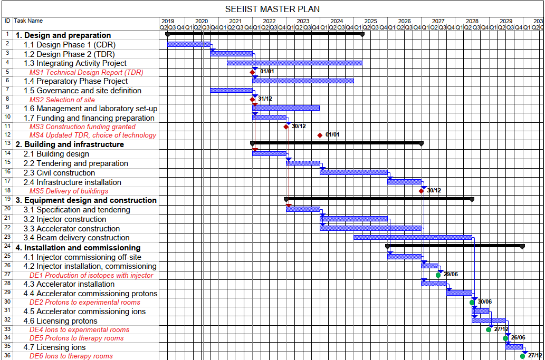 SEEIIST MASTER PLAN
ID Task Name 2019 2020 2021 2022 2023 2024 2025 2026 2027 2028 2029 2030
1 1. Design and preparation
2 1.1 Design Phase 1 (CDR)
3 1.2 Design Phase 2 (TDR)
4 1.3 Integrating Activity Project
5 MS1 Technical Design Report (TDR) 01/01
6 1.4 Preparatory Phase Project
7 1.5 Governance and site definition
8 MS2 Selection of site 31/12
9 1.6 Management and laboratory set-up
10 1.7 Funding and financing preparation
11 MS3 Construction funding granted 30/12
12 MS4 Updated TDR, choice of technology 01/01
13 2. Building and infrastructure
14 2.1 Building design
15 2.2 Tendering and preparation
16 2.3 Civil construction
17 2.4 Infrastructure installation
18 MS5 Delivery of buildings 30/12
19 3. Equipment design and construction
20 3.1 Specification and tendering
21 3.2 Injector construction
22 3.3 Accelerator construction
23 3.4 Beam delivery construction
24 4. Installation and commissioning
25 4.1 Injector commissioning off site
26 4.2 Injector installation, commissioning
27 DE1 Production of isotopes with injector 29/06
28 4.3 Accelerator installation
29 4.4 Accelerator commissioning protons
30 DE2 Protons to experimental rooms 30/06
31 4.5 Accelerator commissioning ions
32 4.6 Licensing protons
33 DE4 Ions to experimental rooms 27/12
34 DE5 Protons to therapy rooms 26/06
35 4.7 Licensing ions
36 DE6 Ions to therapy rooms 27/12